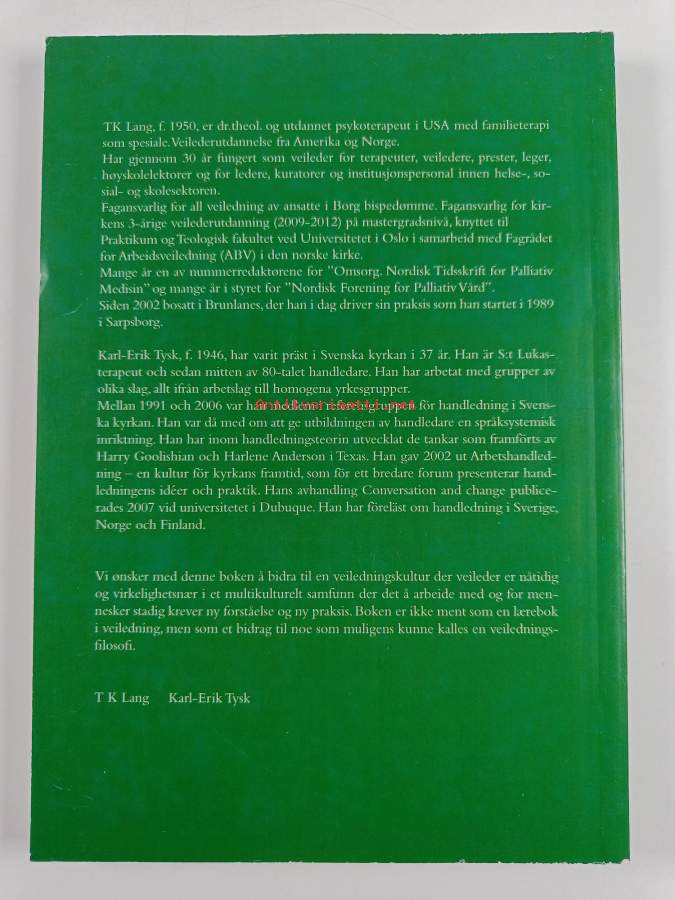 TK Lang, f. 1950, er dr.theol. og utdannet psykoterapeut i USA med familieterapi
som spesiale.Veilederutdannelse fra Amerika og Norge.
Har gjennom 30 år fungert som veileder for terapeuter, veiledere, prester, leger,
høyskolelektorer og for ledere, kuratorer og institusjonspersonal innen helse-, so-
sial- og skolesektoren.
Fagansvarlig for all veiledning av ansatte i Borg bispedømme. Fagansvarlig for kir-
kens 3-årige veilederutdanning (2009-2012) på mastergradsnivå, knyttet til
Praktikum og Teologisk fakultet ved Universitetet i Oslo i samarbeid med Fagrådet
for Arbeidsveiledning (ABV) i den norske kirke.
Mange år en av nummerredaktørene for "Omsorg. Nordisk Tidsskrift for Palliativ
Medisin" og mange år i styret for "Nordisk Forening for Palliativ Vård".
Siden 2002 bosatt i Brunlanes, der han i dag driver sin praksis som han startet i 1989
i Sarpsborg.
Karl-Erik Tysk, f. 1946, har varit präst i Svenska kyrkan i 37 år. Han är S:t Lukas-
terapeut och sedan mitten av 80-talet handledare. Han har arbetat med grupper av
olika slag, allt ifrån arbetslag till homogena yrkesgrupper.
Mellan 1991 och 2006 var han medlem i referensgruppen för handledning i Svens-
ka kyrkan. Han var då med om att ge utbildningen av handledare en språksystemisk
inriktning. Han har inom handledningsteorin utvecklat de tankar som framförts av
Harry Goolishian och Harlene Anderson i Texas. Han gav 2002 ut Arbetshandled-
ning – en kultur för kyrkans framtid, som för ett bredare forum presenterar hand-
ledningens idéer och praktik. Hans avhandling Conversation and change publice-
rades 2007 vid universitetet i Dubuque. Han har föreläst om handledning i Sverige,
Norge och Finland.
Vi ønsker med denne boken å bidra til en veiledningskultur der veileder er nåtidig
og virkelighetsnær i et multikulturelt samfunn der det å arbeide med og for men-
nesker stadig krever ny forståelse og ny praksis. Boken er ikke ment som en lærebok
i veiledning, men som et bidrag til noe som muligens kunne kalles en veilednings-
filosofi.
T K Lang Karl-Erik Tysk